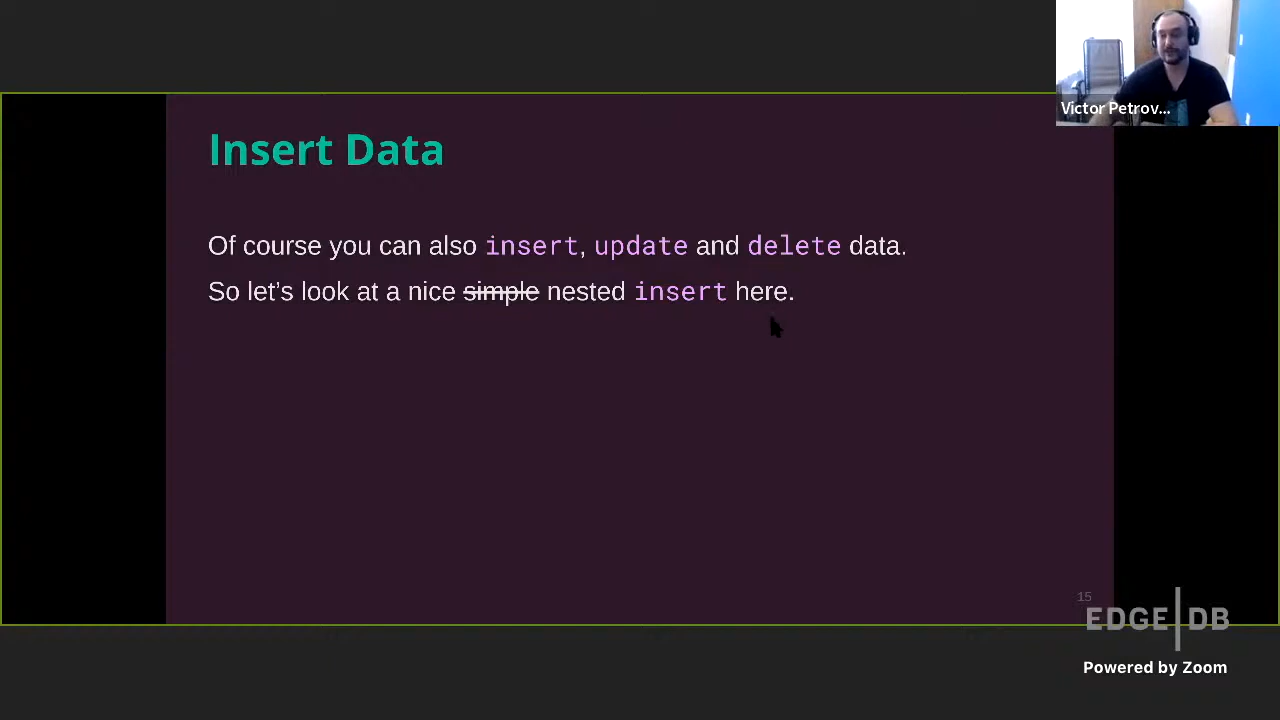 Victor Petrov...
Insert Data
Of course you can also insert, update and delete data.
So let's look at a nice simple nested insert here.
15
EDGE|DB
Powered by Zoom